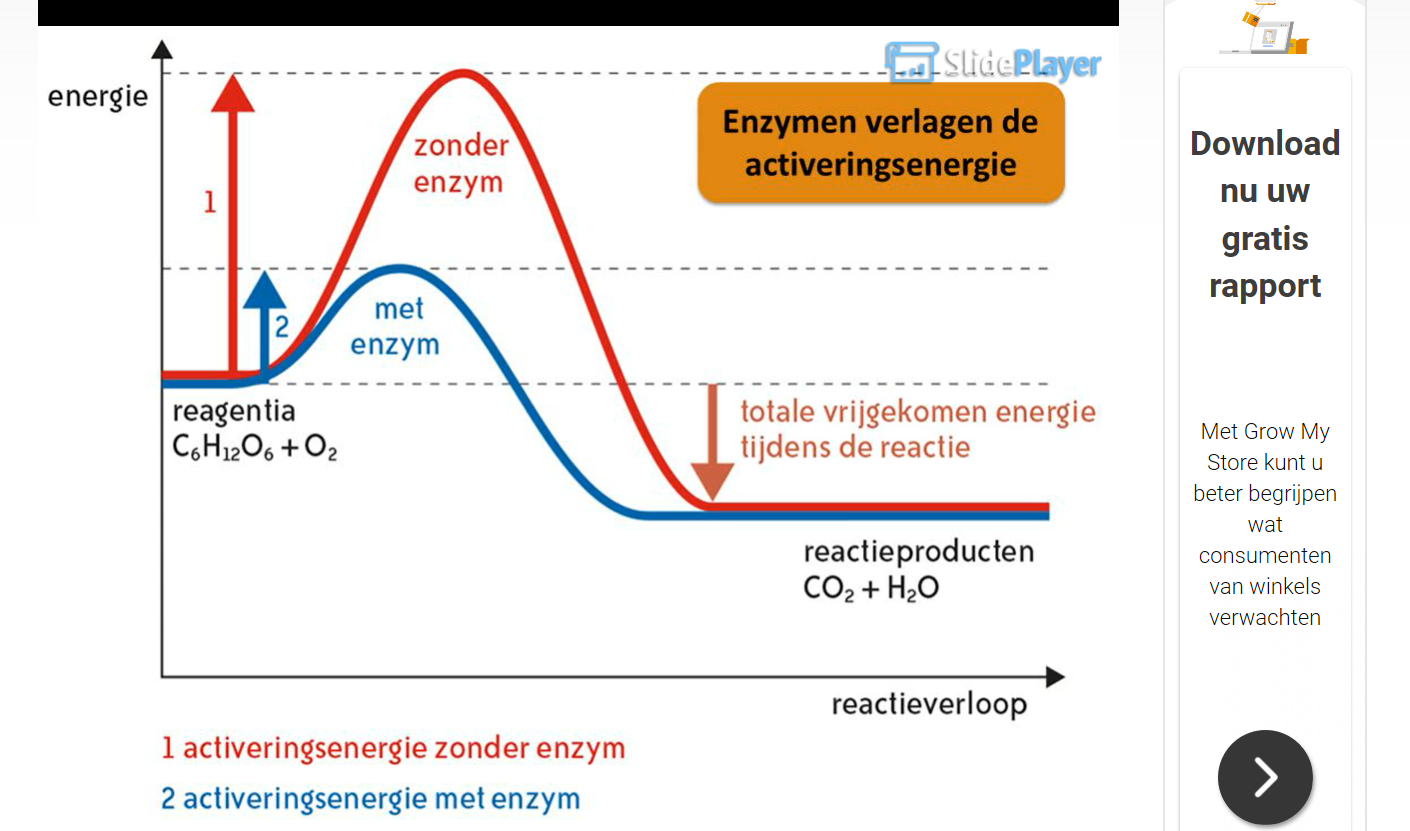 SlidePlayer
energie
Enzymen verlagen de
activeringsenergie
zonder
enzym
1
met
enzym
2
reagentia
C₆H₁₂O₆ + O₂
totale vrijgekomen energie
tijdens de reactie
reactieproducten
CO₂ + H₂O
reactieverloop
1 activeringsenergie zonder enzym
2 activeringsenergie met enzym
Download
nu uw
gratis
rapport
Met Grow My
Store kunt u
beter begrijpen
wat
consumenten
van winkels
verwachten